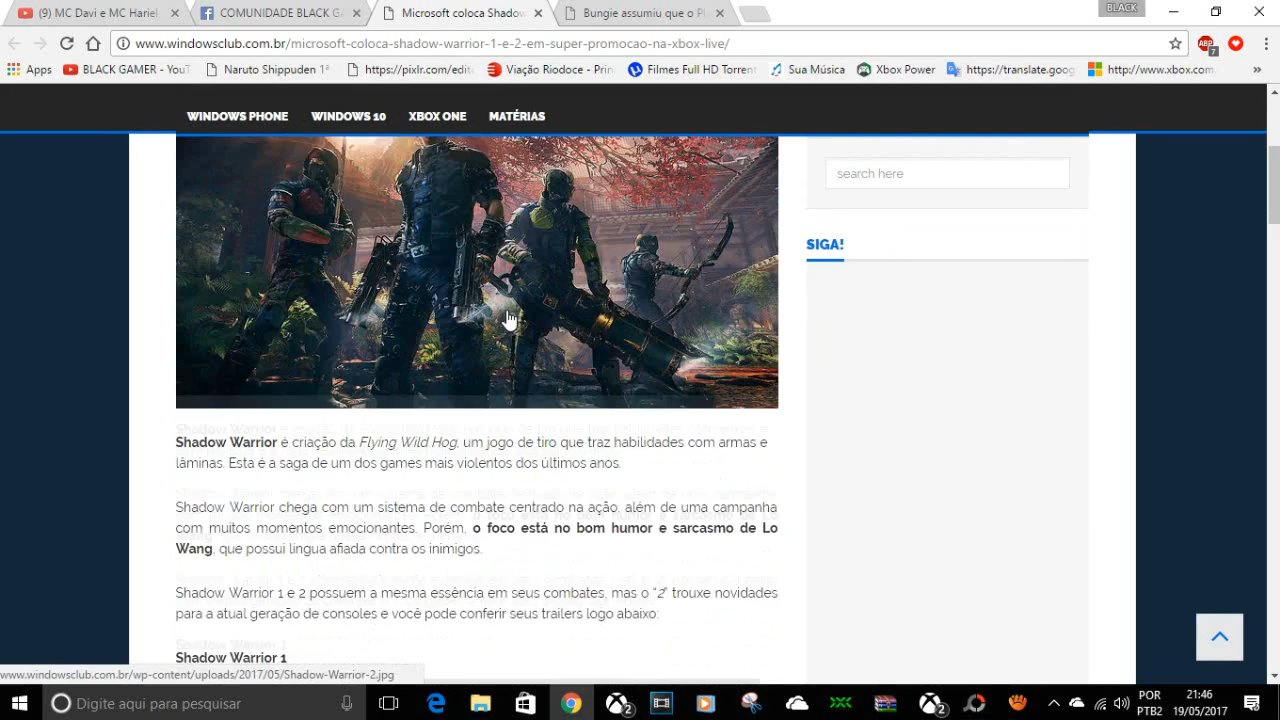 (9) MC Davi e MC Hariel
COMUNIDADE BLACK G
Microsoft coloca Shadow
Bungie assumiu que o Pl
BLACK
www.windowsclub.com.br/microsoft-coloca-shadow-warrior-1-e-2-em-super-promocao-na-xbox-live/
ABP
7
Apps
BLACK GAMER - YouT
Naruto Shippuden 1ª
https://pixlr.com/edit
Viação Riodoce - Prin
Filmes Full HD Torrent
Sua Música
Xbox Power
https://translate.goog
http://www.xbox.com
»
WINDOWS PHONE
WINDOWS 10
XBOX ONE
MATÉRIAS
search here
SIGA!
Shadow Warrior é criação da Flying Wild Hog, um jogo de tiro que traz habilidades com armas e
lâminas. Esta é a saga de um dos games mais violentos dos últimos anos.
Shadow Warrior chega com um sistema de combate centrado na ação, além de uma campanha
com muitos momentos emocionantes. Porém, o foco está no bom humor e sarcasmo de Lo
Wang, que possui língua afiada contra os inimigos.
Shadow Warrior 1 e 2 possuem a mesma essência em seus combates, mas o “2” trouxe novidades
para a atual geração de consoles e você pode conferir seus trailers logo abaixo:
Shadow Warrior 1
www.windowsclub.com.br/wp-content/uploads/2017/05/Shadow-Warrior-2.jpg
Digite aqui para pesquisar
2
2
POR
PTB2
21:46
19/05/2017